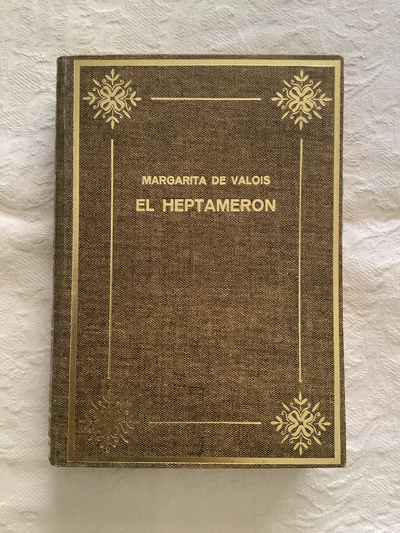 MARGARITA DE VALOIS
EL HEPTAMERON